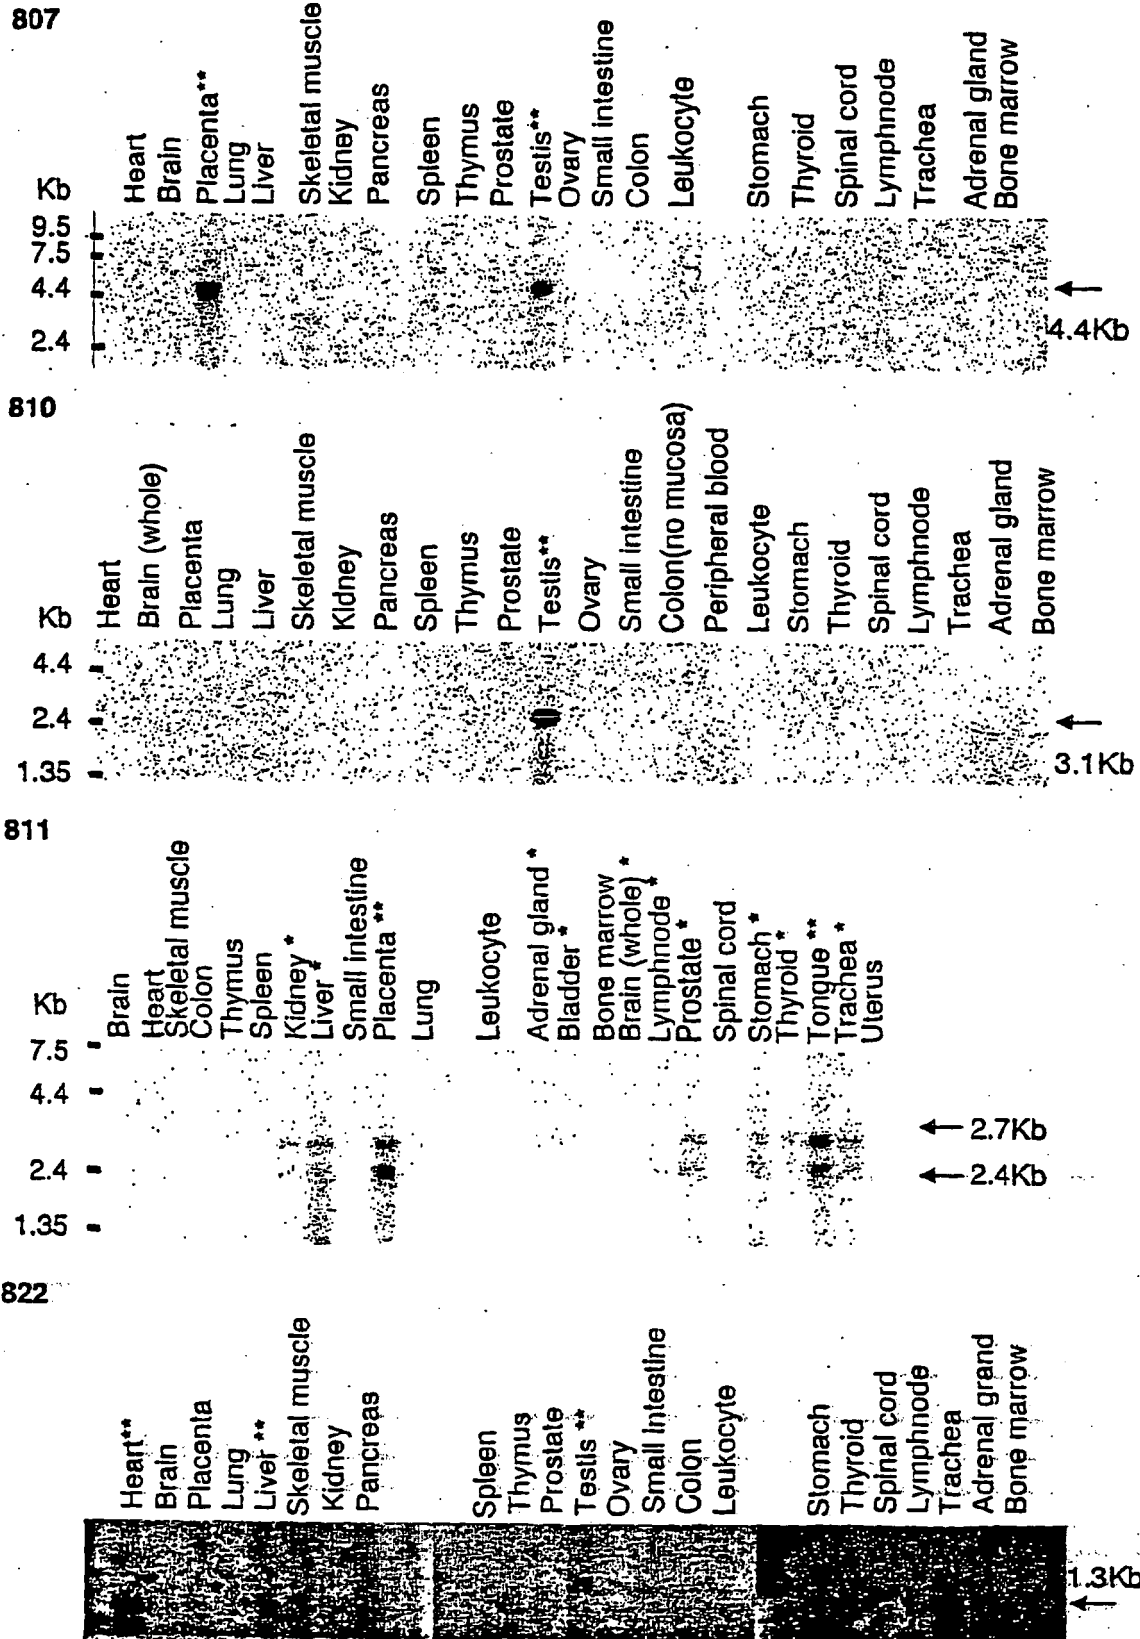 807
Kb
Heart
Brain
Placenta**
Lung
Liver
Skeletal muscle
Kidney
Pancreas
Spleen
Thymus
Prostate
Testis**
Ovary
Small intestine
Colon
Leukocyte
Stomach
Thyroid
Spinal cord
Lymphnode
Trachea
Adrenal gland
Bone marrow
9.5
7.5
4.4
2.4
4.4Kb
810
Kb
Heart
Brain (whole)
Placenta
Lung
Liver
Skeletal muscle
Kidney
Pancreas
Spleen
Thymus
Prostate
Testis**
Ovary
Small intestine
Colon(no mucosa)
Peripheral blood
Leukocyte
Stomach
Thyroid
Spinal cord
Lymphnode
Trachea
Adrenal gland
Bone marrow
4.4
2.4
1.35
3.1Kb
811
Kb
Brain
Heart
Skeletal muscle
Colon
Thymus
Spleen
Kidney *
Liver*
Small intestine
Placenta **
Lung
Leukocyte
Adrenal gland *
Bladder *
Bone marrow
Brain (whole) *
Lymphnode *
Prostate *
Spinal cord
Stomach *
Thyroid *
Tongue **
Trachea *
Uterus
7.5
4.4
2.4
1.35
2.7Kb
2.4Kb
822
Heart**
Brain
Placenta
Lung
Liver **
Skeletal muscle
Kidney
Pancreas
Spleen
Thymus
Prostate
Testis **
Ovary
Small Intestine
Colon
Leukocyte
Stomach
Thyroid
Spinal cord
Lymphnode
Trachea
Adrenal grand
Bone marrow
1.3Kb